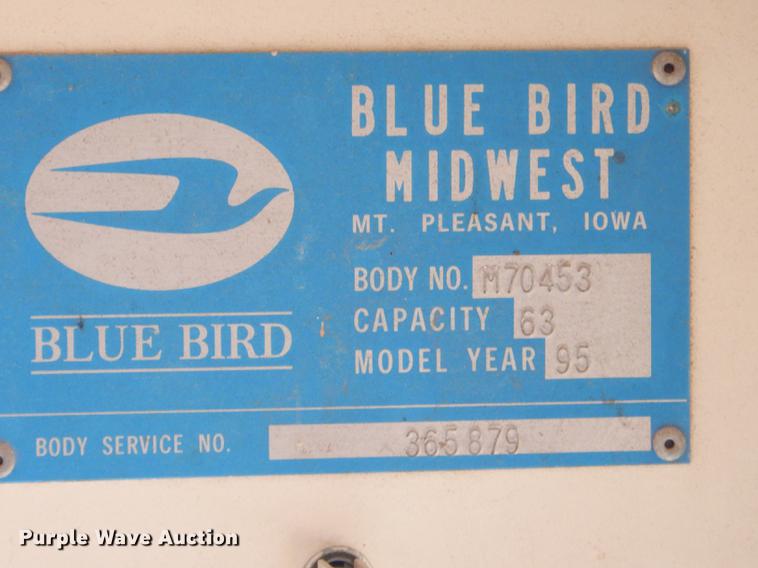 BLUE BIRD
MIDWEST
MT. PLEASANT, IOWA
BODY NO. M70453
CAPACITY 63
MODEL YEAR 95
BLUE BIRD
BODY SERVICE NO. 365879
Purple Wave Auction